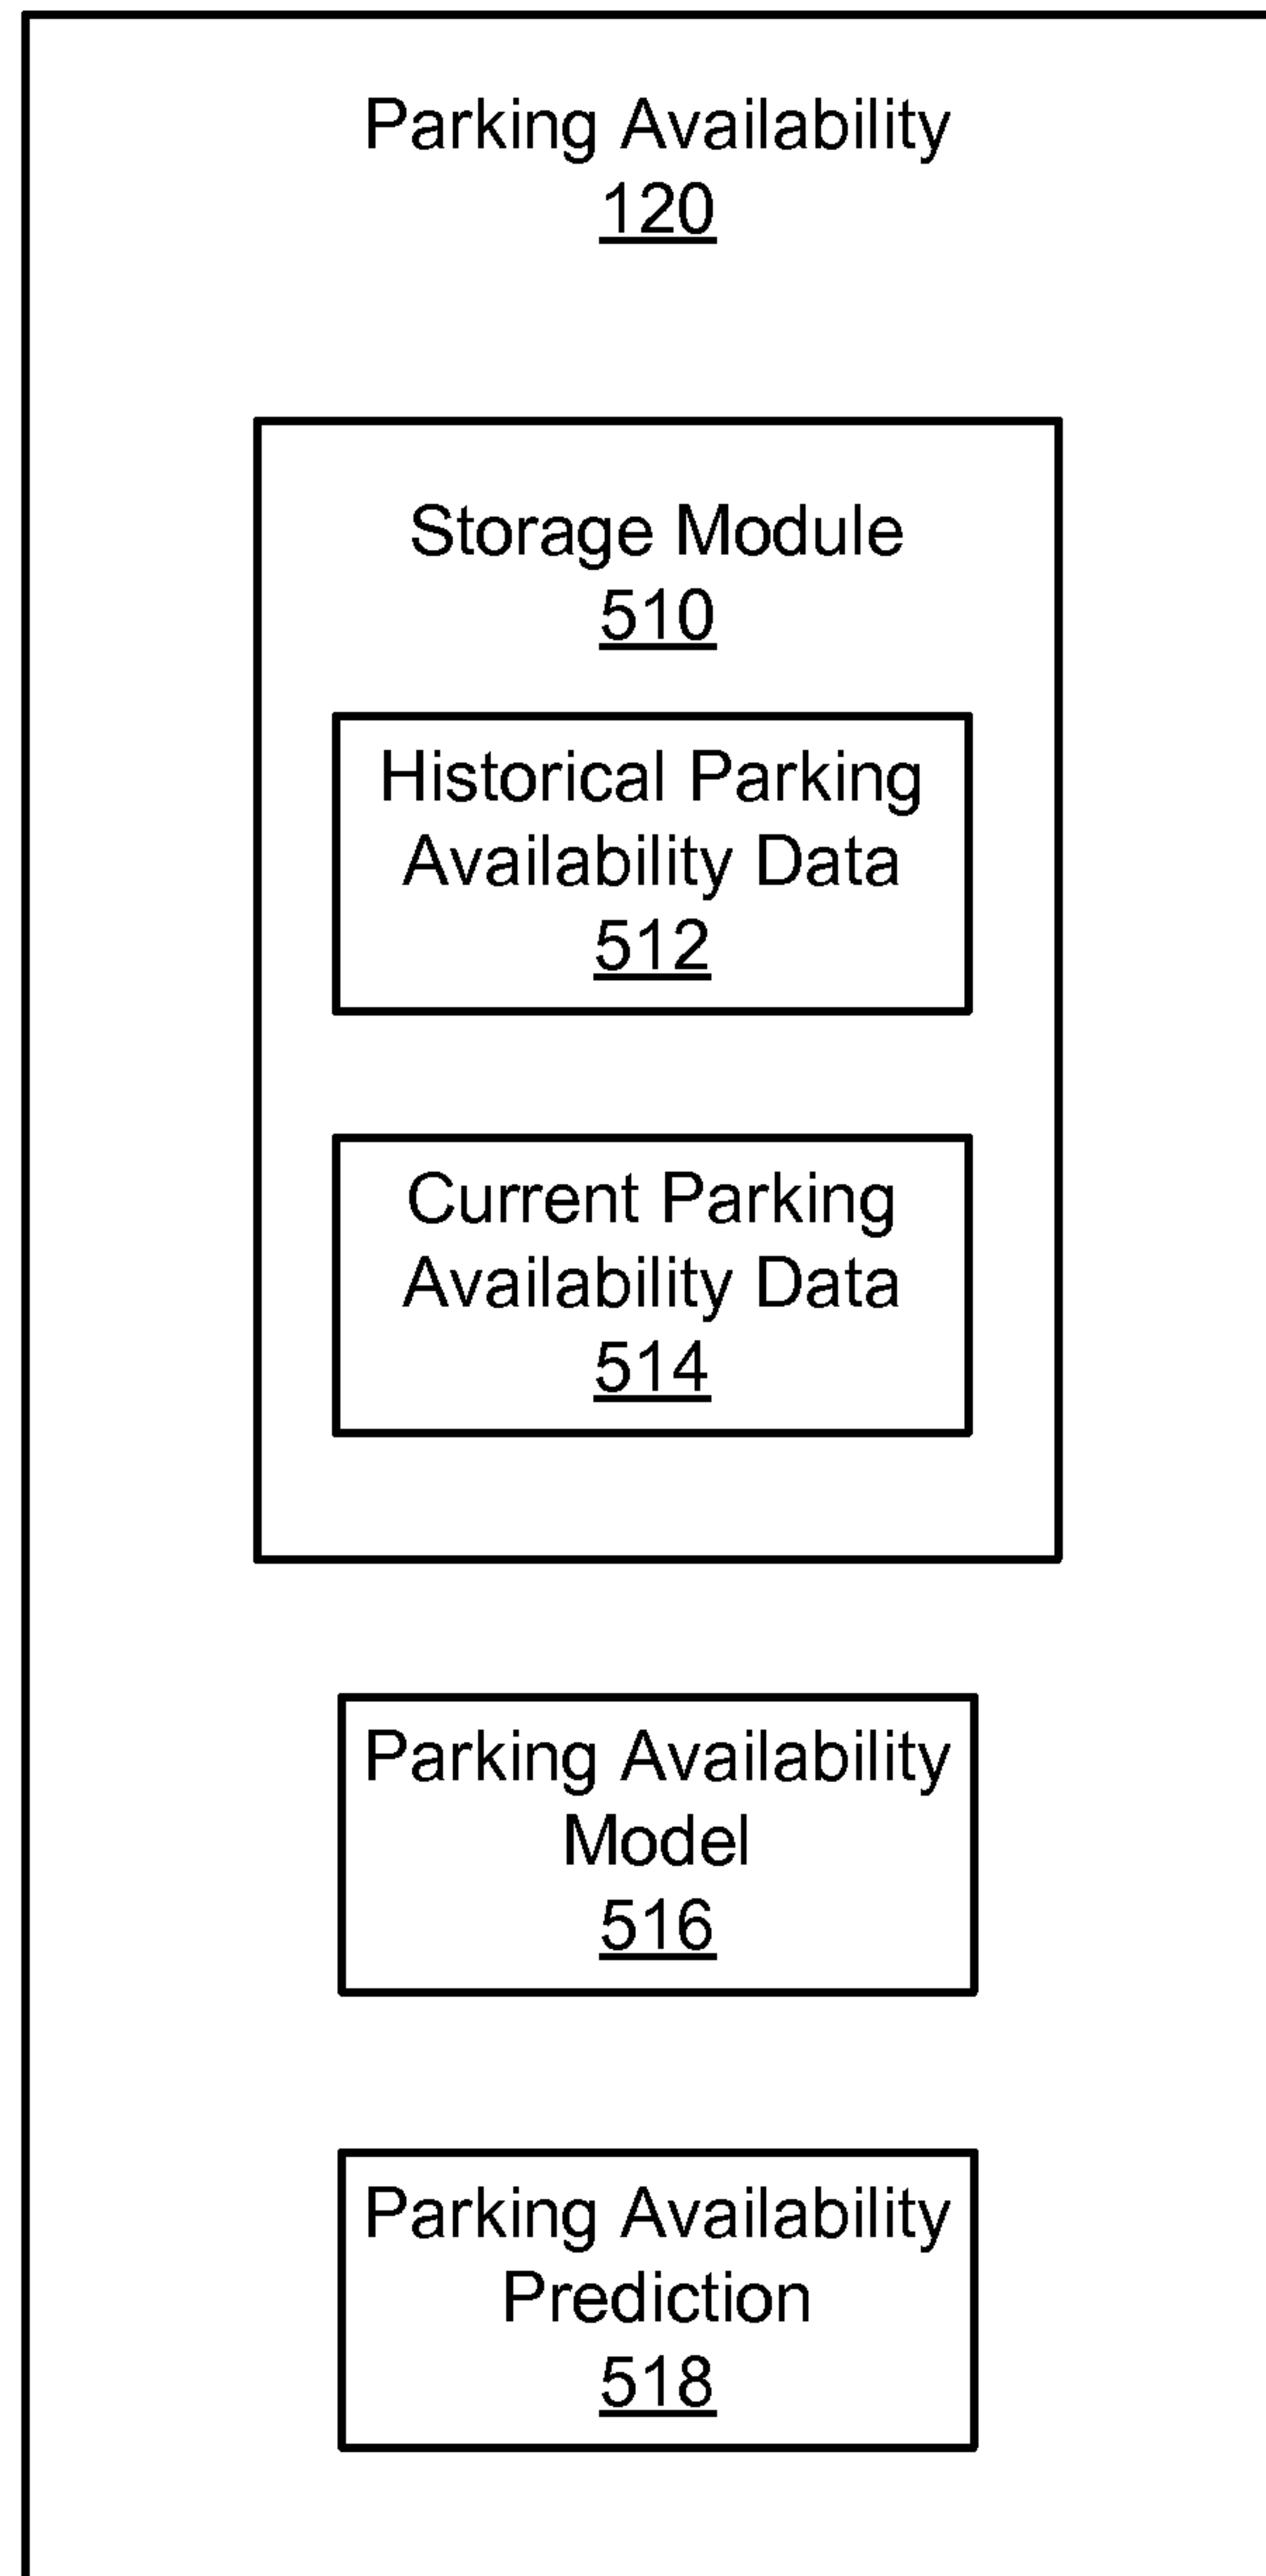 Parking Availability
120
Storage Module
510
Historical Parking
Availability Data
512
Current Parking
Availability Data
514
Parking Availability
Model
516
Parking Availability
Prediction
518